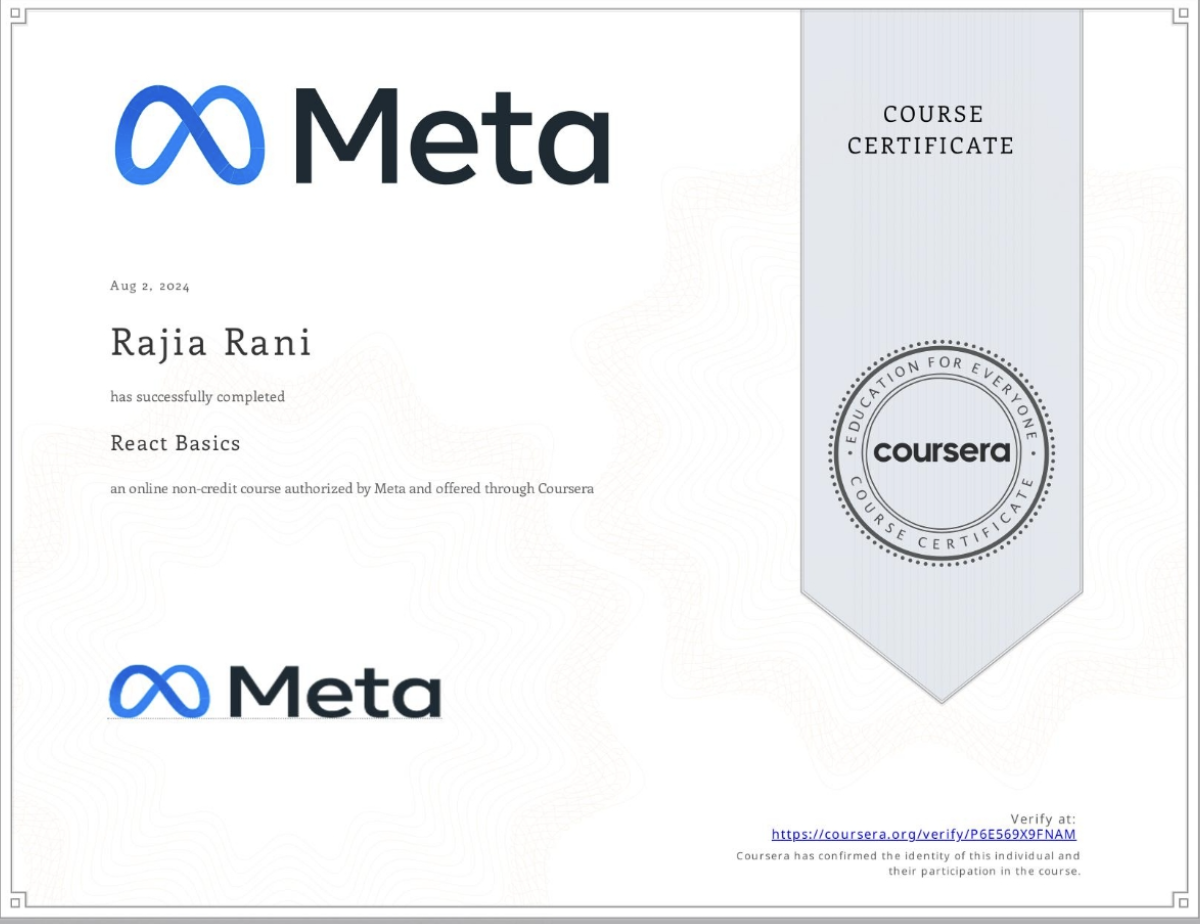 Meta
COURSE
CERTIFICATE
Aug 2, 2024
Rajia Rani
has successfully completed
React Basics
an online non-credit course authorized by Meta and offered through Coursera
EDUCATION FOR EVERYONE
coursera
COURSE CERTIFICATE
Meta
Verify at:
https://coursera.org/verify/P6E569X9FNAM
Coursera has confirmed the identity of this individual and
their participation in the course.